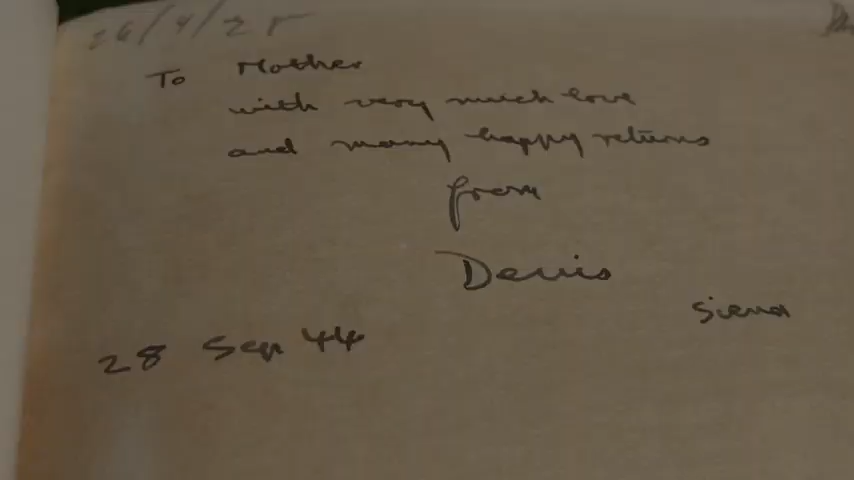 To Mother
with very much love
and many happy returns
from
Denis
Siena
28 Sep 44